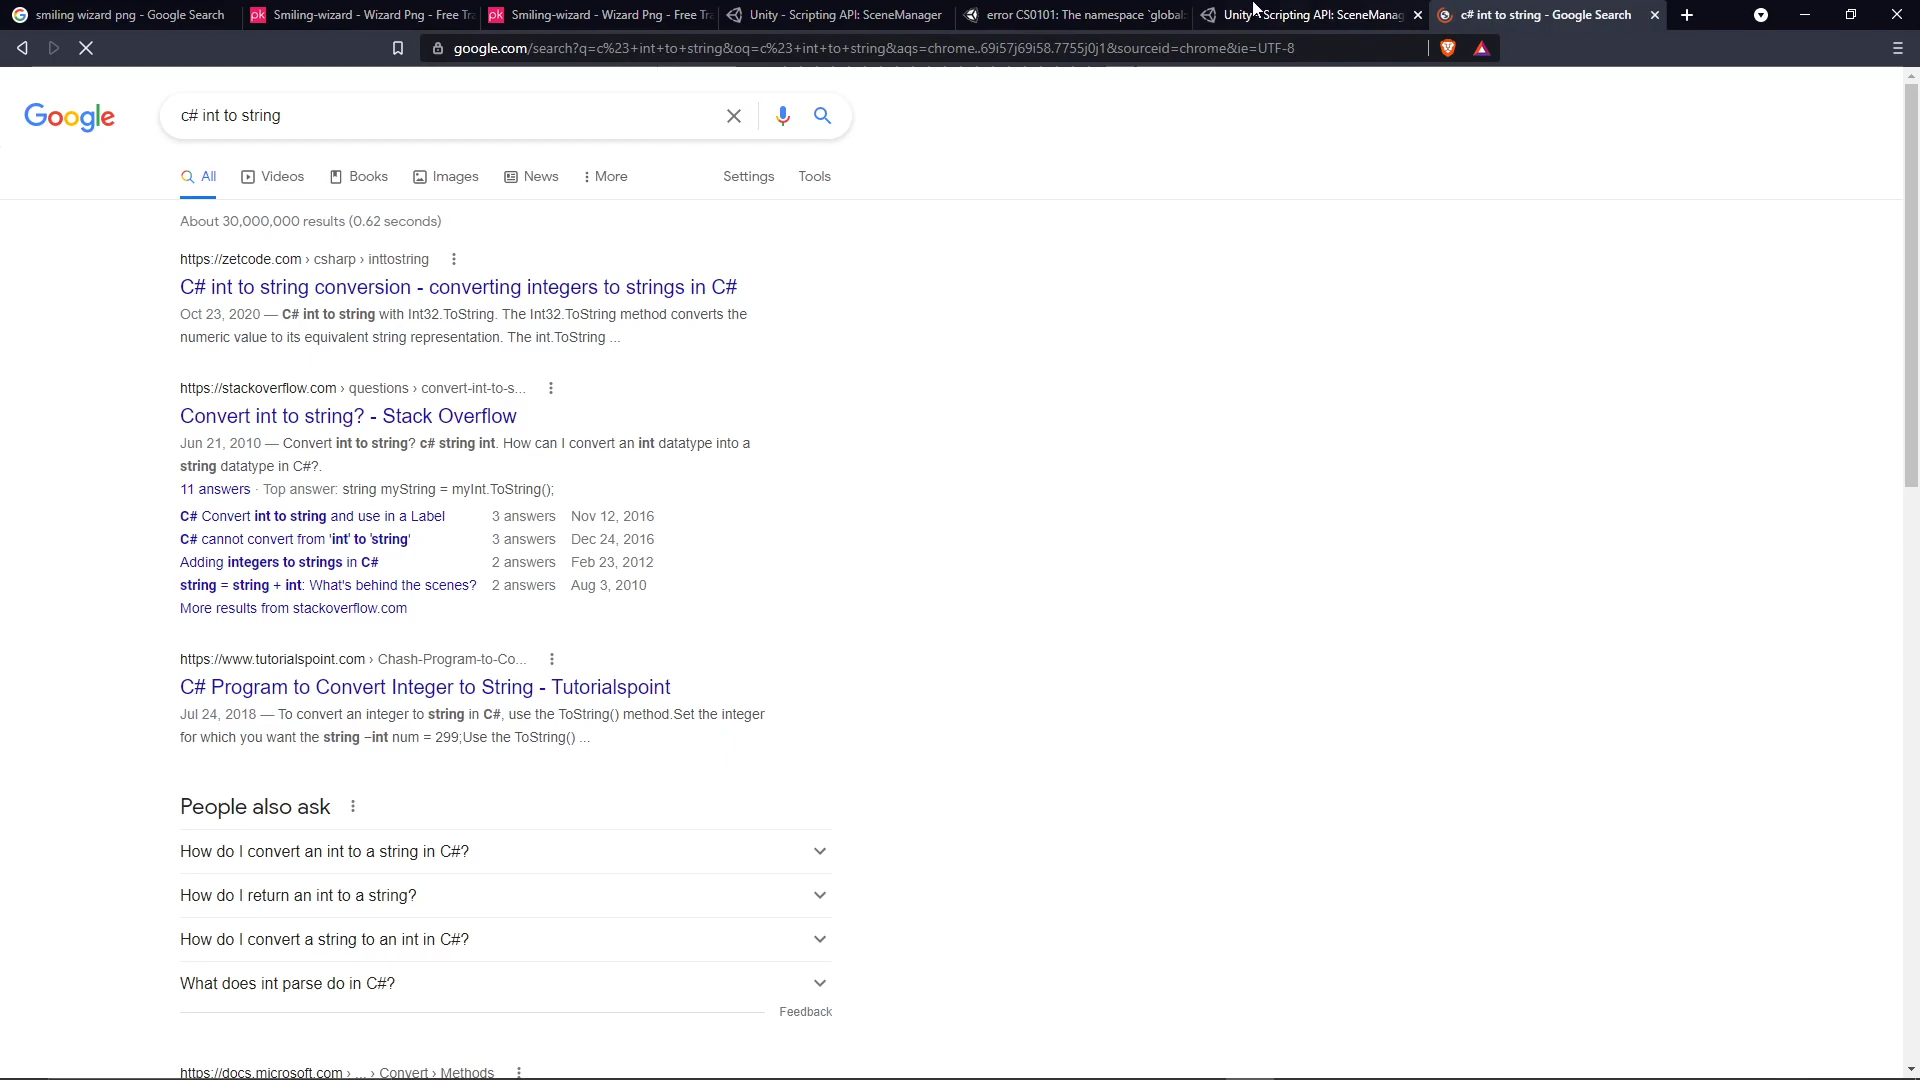 smiling wizard png - Google Search
pk Smiling-wizard - Wizard Png - Free Tr
pk Smiling-wizard - Wizard Png - Free Tr
Unity - Scripting API: SceneManager
error CS0101: The namespace `global:
Unity - Scripting API: SceneManag
c# int to string - Google Search
google.com/search?q=c%23+int+to+string&oq=c%23+int+to+string&aqs=chrome..69i57j69i58.7755j0j1&sourceid=chrome&ie=UTF-8
Google
c# int to string
All
Videos
Books
Images
News
More
Settings
Tools
About 30,000,000 results (0.62 seconds)
https://zetcode.com › csharp › inttostring
C# int to string conversion - converting integers to strings in C#
Oct 23, 2020 — C# int to string with Int32.ToString. The Int32.ToString method converts the
numeric value to its equivalent string representation. The int.ToString ...
https://stackoverflow.com › questions › convert-int-to-s...
Convert int to string? - Stack Overflow
Jun 21, 2010 — Convert int to string? c# string int. How can I convert an int datatype into a
string datatype in C#?.
11 answers · Top answer: string myString = myInt.ToString();
C# Convert int to string and use in a Label 3 answers Nov 12, 2016
C# cannot convert from 'int' to 'string' 3 answers Dec 24, 2016
Adding integers to strings in C# 2 answers Feb 23, 2012
string = string + int: What's behind the scenes? 2 answers Aug 3, 2010
More results from stackoverflow.com
https://www.tutorialspoint.com › Chash-Program-to-Co...
C# Program to Convert Integer to String - Tutorialspoint
Jul 24, 2018 — To convert an integer to string in C#, use the ToString() method.Set the integer
for which you want the string −int num = 299;Use the ToString() ...
People also ask
How do I convert an int to a string in C#?
How do I return an int to a string?
How do I convert a string to an int in C#?
What does int parse do in C#?
Feedback
https://docs.microsoft.com › ... › Convert › Methods